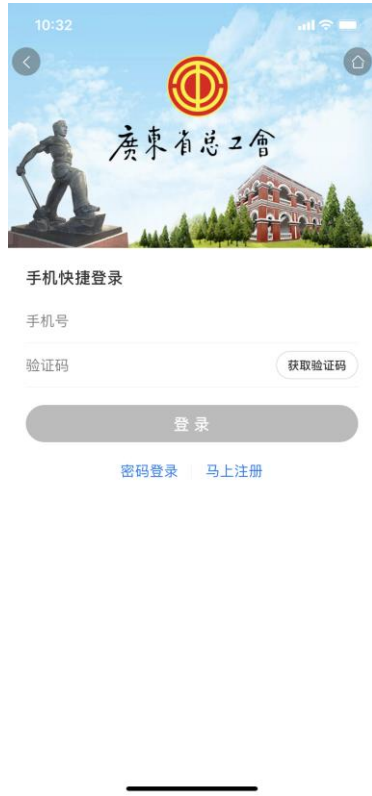 10:32
廣東省总工會
手机快捷登录
手机号
验证码 获取验证码
登 录
密码登录 马上注册